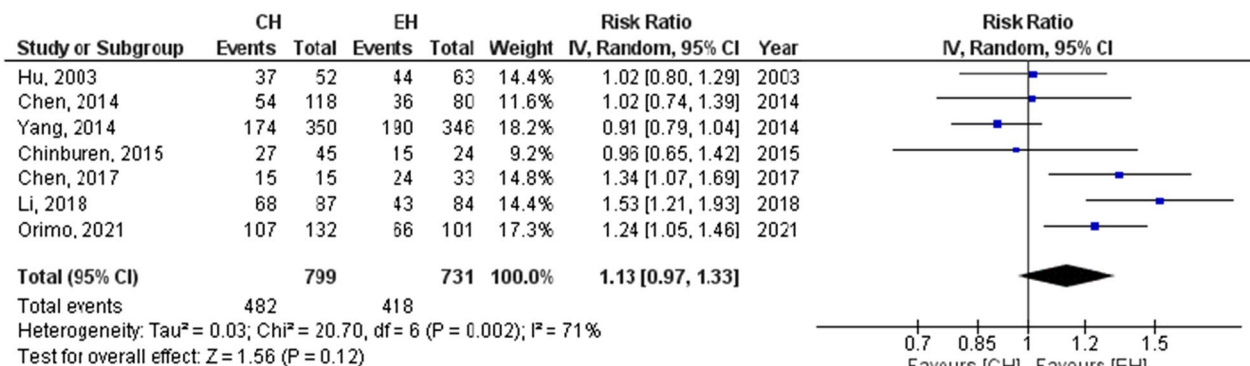 CH EH Risk Ratio Risk Ratio
Study or Subgroup Events Total Events Total Weight IV, Random, 95% CI Year IV, Random, 95% CI
Hu, 2003 37 52 44 63 14.4% 1.02 [0.80, 1.29] 2003
Chen, 2014 54 118 36 80 11.6% 1.02 [0.74, 1.39] 2014
Yang, 2014 174 350 190 346 18.2% 0.91 [0.79, 1.04] 2014
Chinburen, 2015 27 45 15 24 9.2% 0.96 [0.65, 1.42] 2015
Chen, 2017 15 15 24 33 14.8% 1.34 [1.07, 1.69] 2017
Li, 2018 68 87 43 84 14.4% 1.53 [1.21, 1.93] 2018
Orimo, 2021 107 132 66 101 17.3% 1.24 [1.05, 1.46] 2021
Total (95% CI) 799 731 100.0% 1.13 [0.97, 1.33]
Total events 482 418
Heterogeneity: Tau² = 0.03; Chi² = 20.70, df = 6 (P = 0.002); I² = 71%
Test for overall effect: Z = 1.56 (P = 0.12)
0.7 0.85 1 1.2 1.5
Favours [CH] Favours [EH]